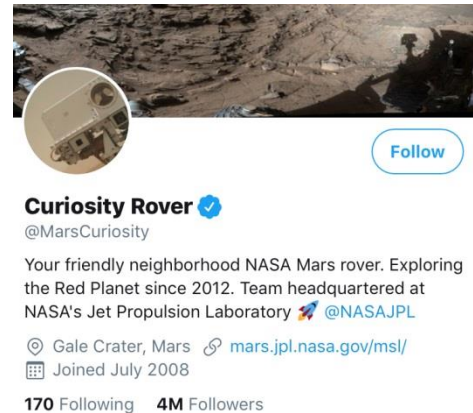 Follow
Curiosity Rover
@MarsCuriosity
Your friendly neighborhood NASA Mars rover. Exploring
the Red Planet since 2012. Team headquartered at
NASA's Jet Propulsion Laboratory 🚀 @NASAJPL
Gale Crater, Mars mars.jpl.nasa.gov/msl/
Joined July 2008
170 Following 4M Followers